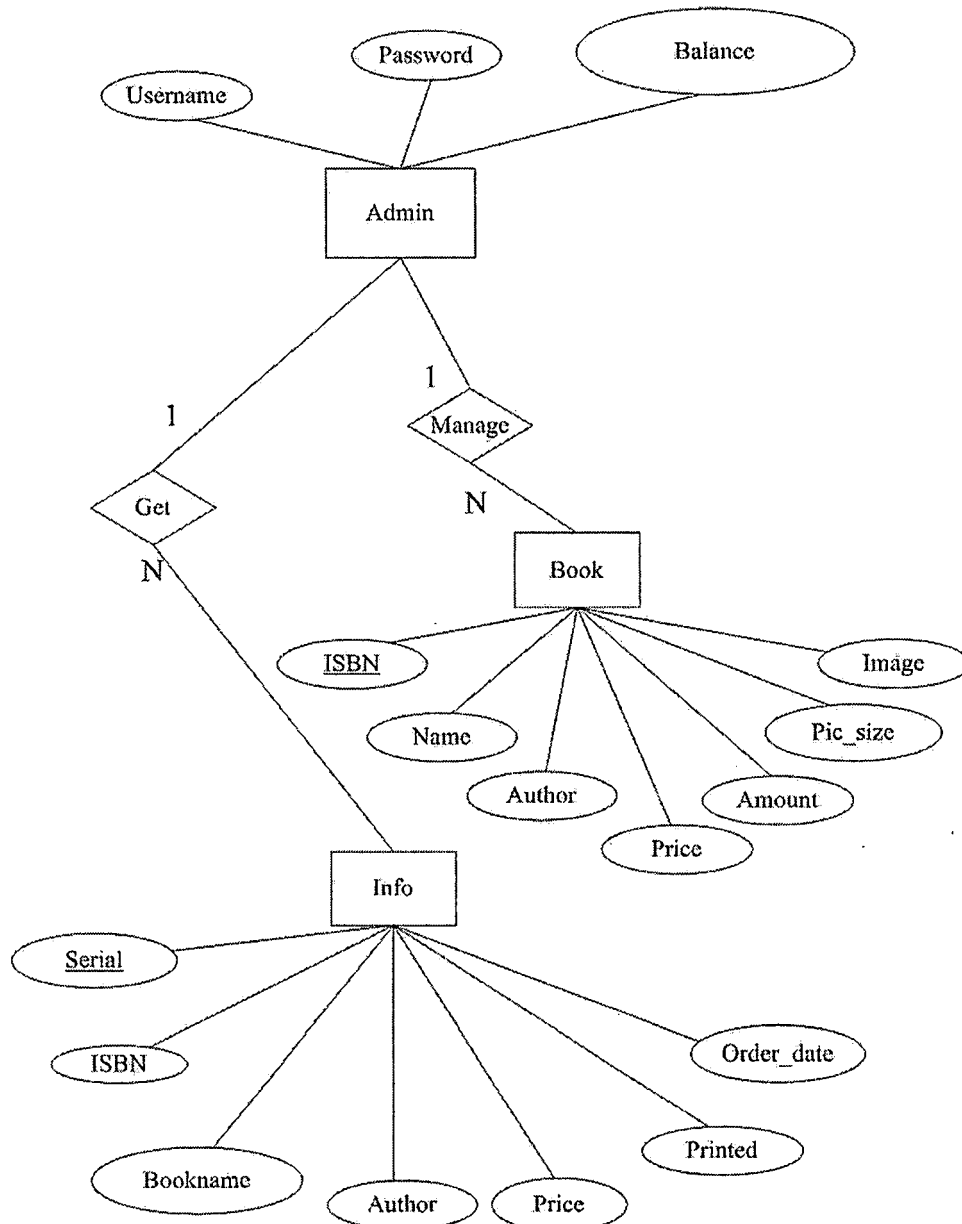 Password
Balance
Username
Admin
1
1
Manage
Get
N
N
Book
ISBN
Image
Name
Pic_size
Author
Amount
Price
Info
Serial
ISBN
Order_date
Bookname
Printed
Author
Price